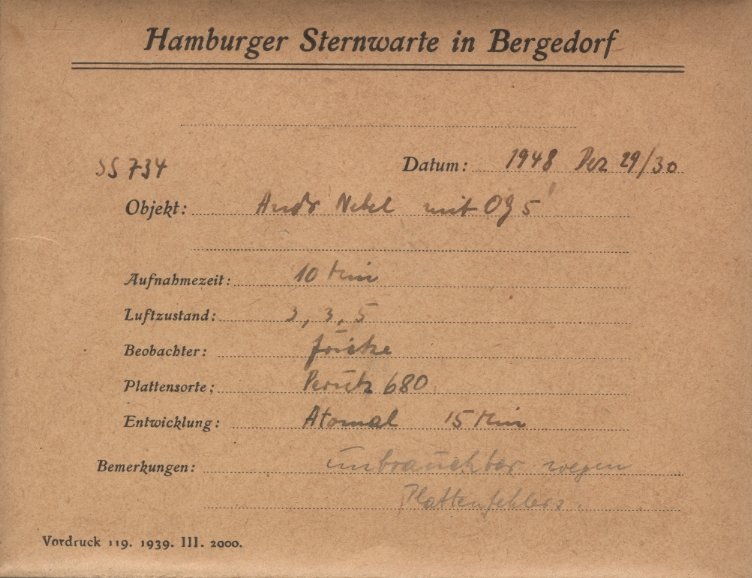 Hamburger Sternwarte in Bergedorf
SS 734 Datum: 1948 Dez 29/30
Objekt: Andr Nebel mit OG 5
Aufnahmezeit: 10 Min
Luftzustand: 3, 3, 5
Beobachter:
Plattensorte: Perutz 680
Entwicklung: Atomal 15 Min
Bemerkungen: unbrauchbar wegen
Plattenfehlers.
Vordruck 119. 1939. III. 2000.